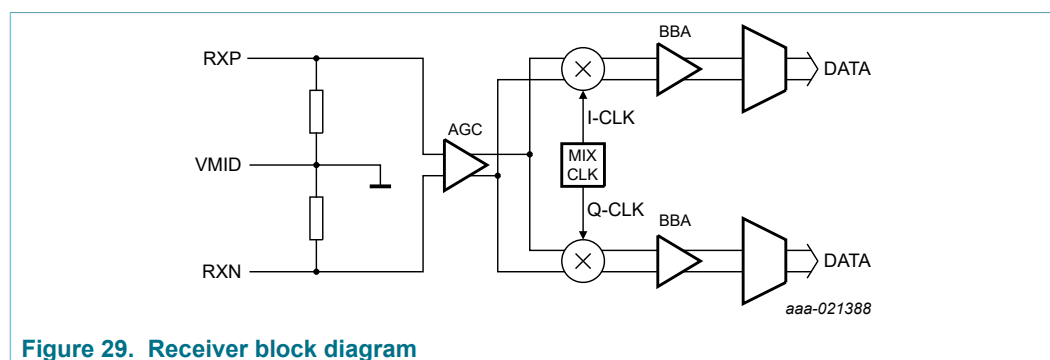 RXP
VMID
RXN
AGC
BBA
DATA
I-CLK
MIX
CLK
Q-CLK
BBA
DATA
aaa-021388
Figure 29. Receiver block diagram